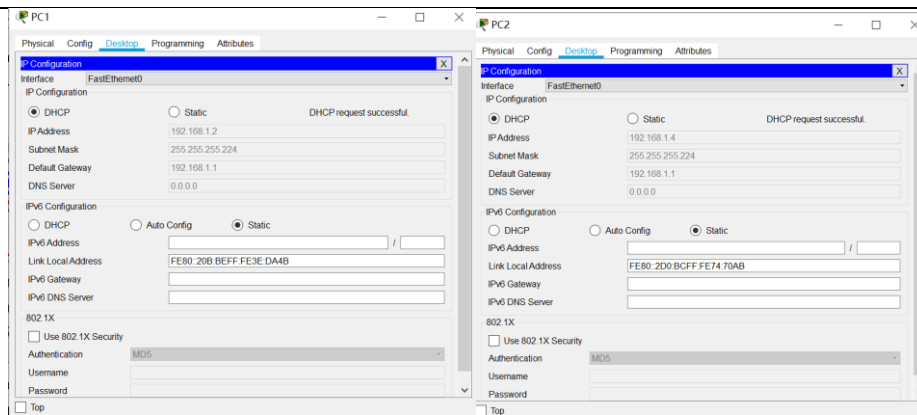 PC1
Physical Config Desktop Programming Attributes
IP Configuration X
Interface FastEthernet0
IP Configuration
DHCP Static DHCP request successful.
IP Address 192.168.1.2
Subnet Mask 255.255.255.224
Default Gateway 192.168.1.1
DNS Server 0.0.0.0
IPv6 Configuration
DHCP Auto Config Static
IPv6 Address /
Link Local Address FE80::20B:BEFF:FE3E:DA4B
IPv6 Gateway
IPv6 DNS Server
802.1X
Use 802.1X Security
Authentication MD5
Username
Password
Top
PC2
Physical Config Desktop Programming Attributes
IP Configuration X
Interface FastEthernet0
IP Configuration
DHCP Static DHCP request successful.
IP Address 192.168.1.4
Subnet Mask 255.255.255.224
Default Gateway 192.168.1.1
DNS Server 0.0.0.0
IPv6 Configuration
DHCP Auto Config Static
IPv6 Address /
Link Local Address FE80::2D0:BCFF:FE74:70AB
IPv6 Gateway
IPv6 DNS Server
802.1X
Use 802.1X Security
Authentication MD5
Username
Password
Top